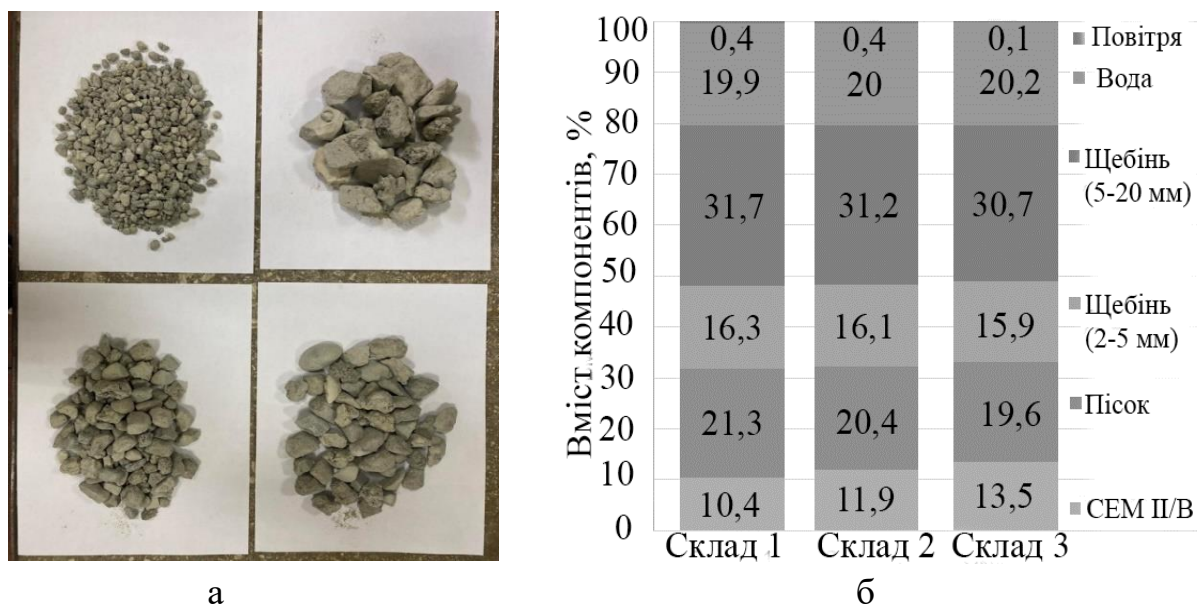 100
90
80
70
60
50
40
30
20
10
0
Вміст компонентів, %
0,4 0,4 0,1
19,9 20 20,2
31,7 31,2 30,7
16,3 16,1 15,9
21,3 20,4 19,6
10,4 11,9 13,5
Склад 1 Склад 2 Склад 3
Повітря
Вода
Щебінь
(5-20 мм)
Щебінь
(2-5 мм)
Пісок
СЕМ ІІ/В
а
б